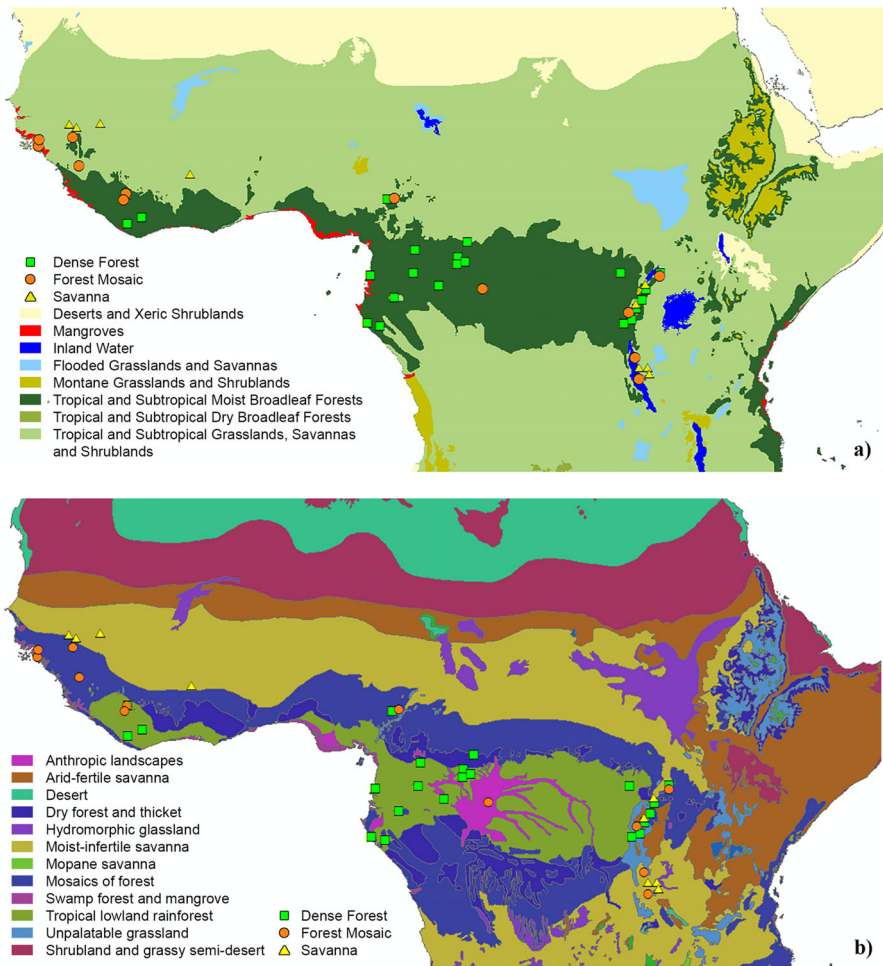 Dense Forest
Forest Mosaic
Savanna
Deserts and Xeric Shrublands
Mangroves
Inland Water
Flooded Grasslands and Savannas
Montane Grasslands and Shrublands
Tropical and Subtropical Moist Broadleaf Forests
Tropical and Subtropical Dry Broadleaf Forests
Tropical and Subtropical Grasslands, Savannas
and Shrublands
a)
Anthropic landscapes
Arid-fertile savanna
Desert
Dry forest and thicket
Hydromorphic glassland
Moist-infertile savanna
Mopane savanna
Mosaics of forest
Swamp forest and mangrove
Tropical lowland rainforest
Unpalatable grassland
Shrubland and grassy semi-desert
Dense Forest
Forest Mosaic
Savanna
b)